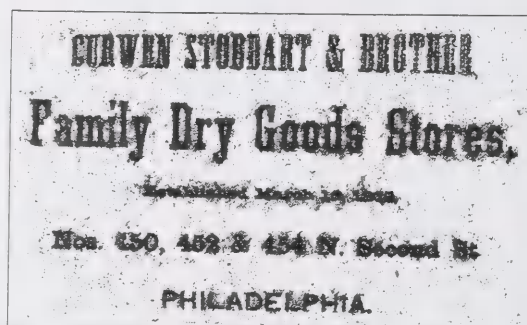 CURWEN STODDART & BROTHER
Family Dry Goods Stores,
Nos. 450, 452 & 454 N. Second St
PHILADELPHIA.